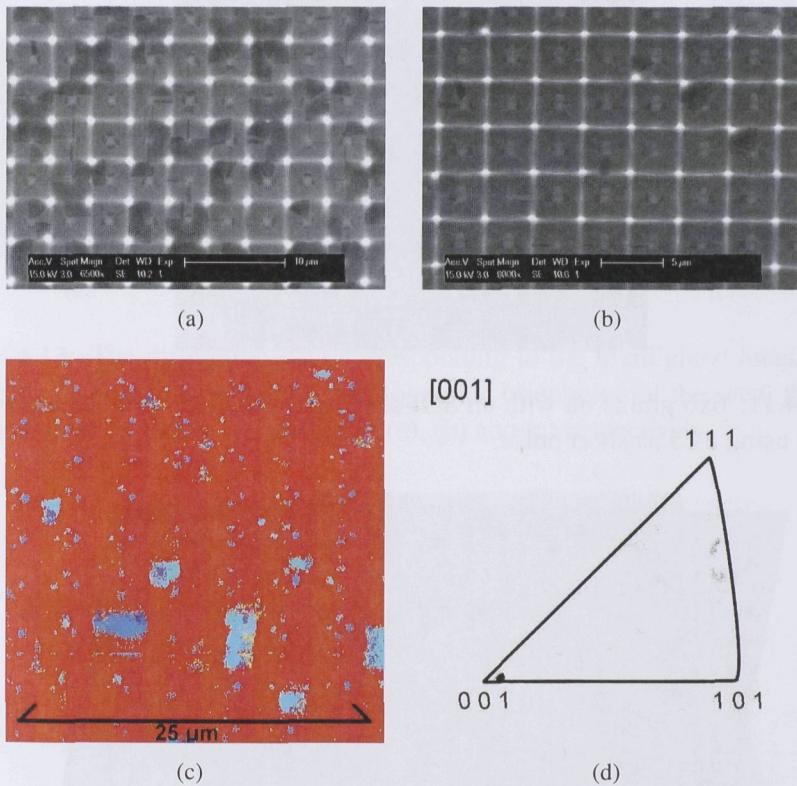 Acc.V Spot Magn Det WD Exp 10 µm
15.0 kV 3.0 6500x SE 10.2 1
Acc.V Spot Magn Det WD Exp 5 µm
15.0 kV 3.0 8000x SE 10.0 1
(a)
(b)
25 µm
[001]
1 1 1
0 0 1
1 0 1
(c)
(d)